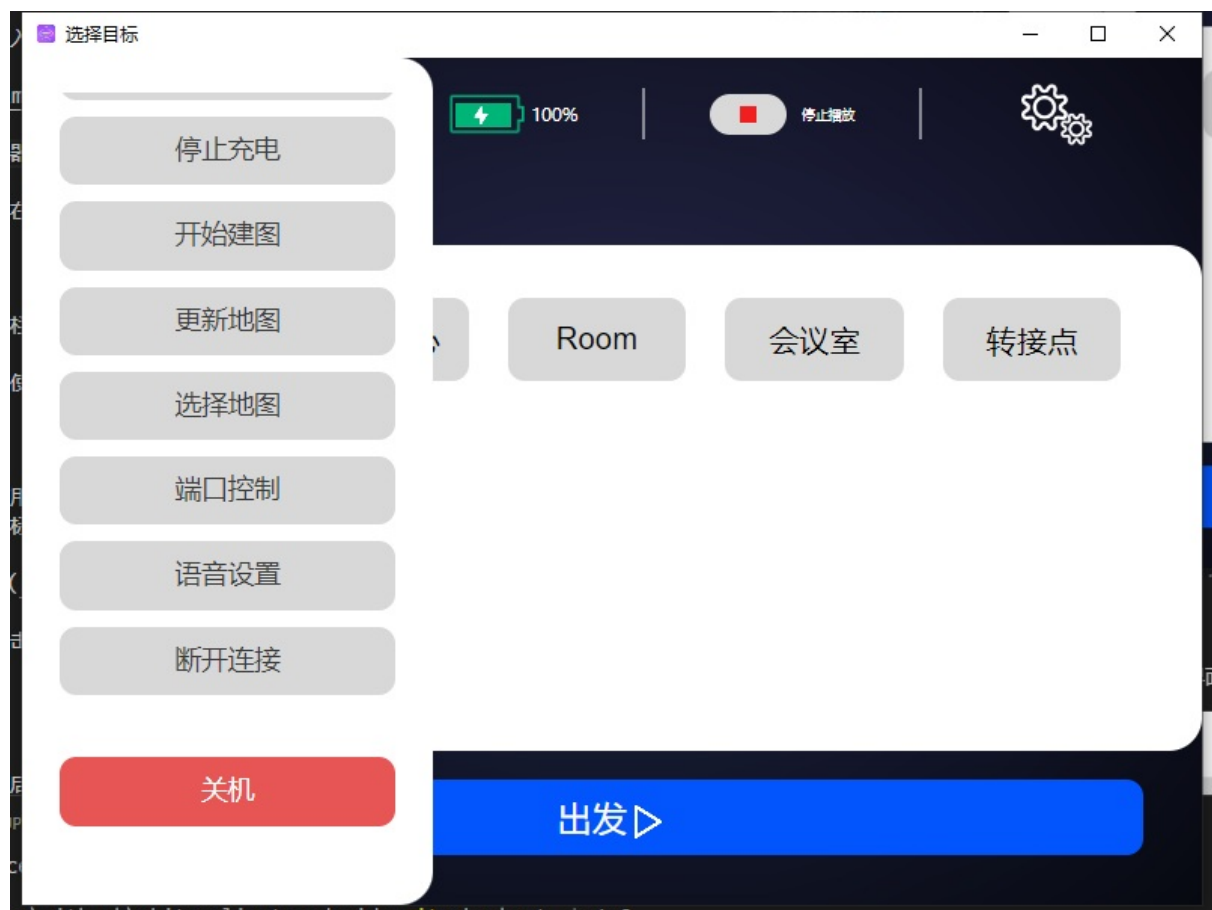 选择目标
100%
停止播放
停止充电
开始建图
更新地图
选择地图
端口控制
语音设置
断开连接
关机
Room
会议室
转接点
出发